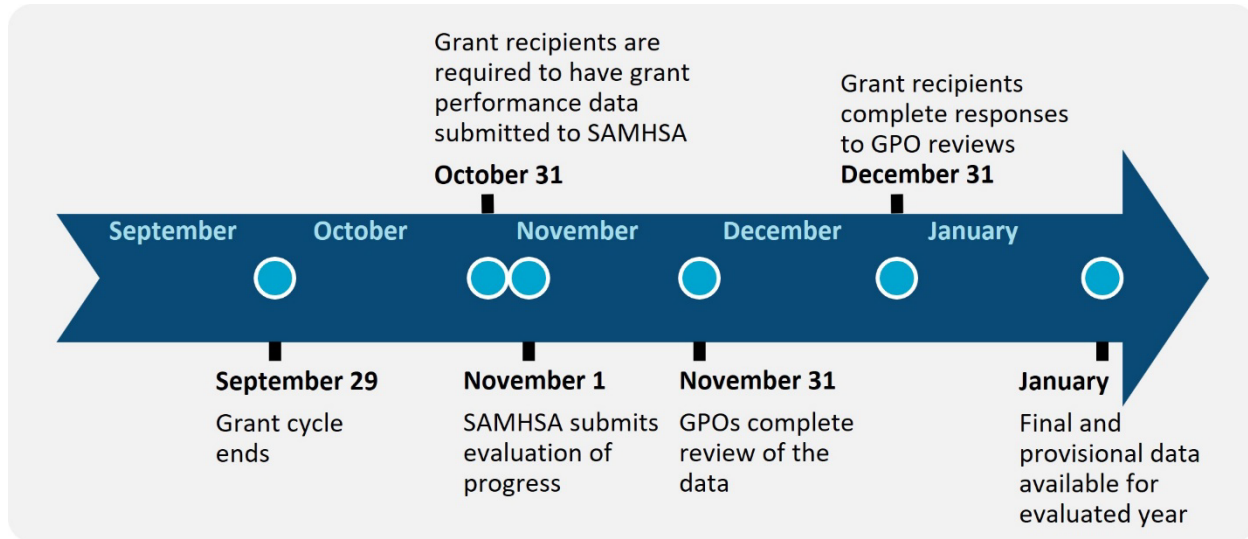 Grant recipients are
required to have grant
performance data
submitted to SAMHSA
October 31
Grant recipients
complete responses
to GPO reviews
December 31
September
October
November
December
January
September 29
Grant cycle
ends
November 1
SAMHSA submits
evaluation of
progress
November 31
GPOs complete
review of the
data
January
Final and
provisional data
available for
evaluated year